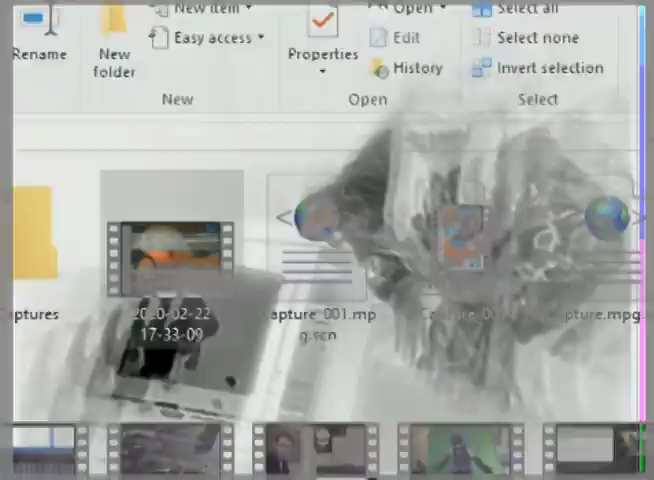 New item
Open
Select all
Easy access
Edit
Select none
Rename
New
folder
Properties
History
Invert selection
New
Open
Select
ptures
2020-02-22
17-33-09
apture_001.mp
g.scn
apture.mpg